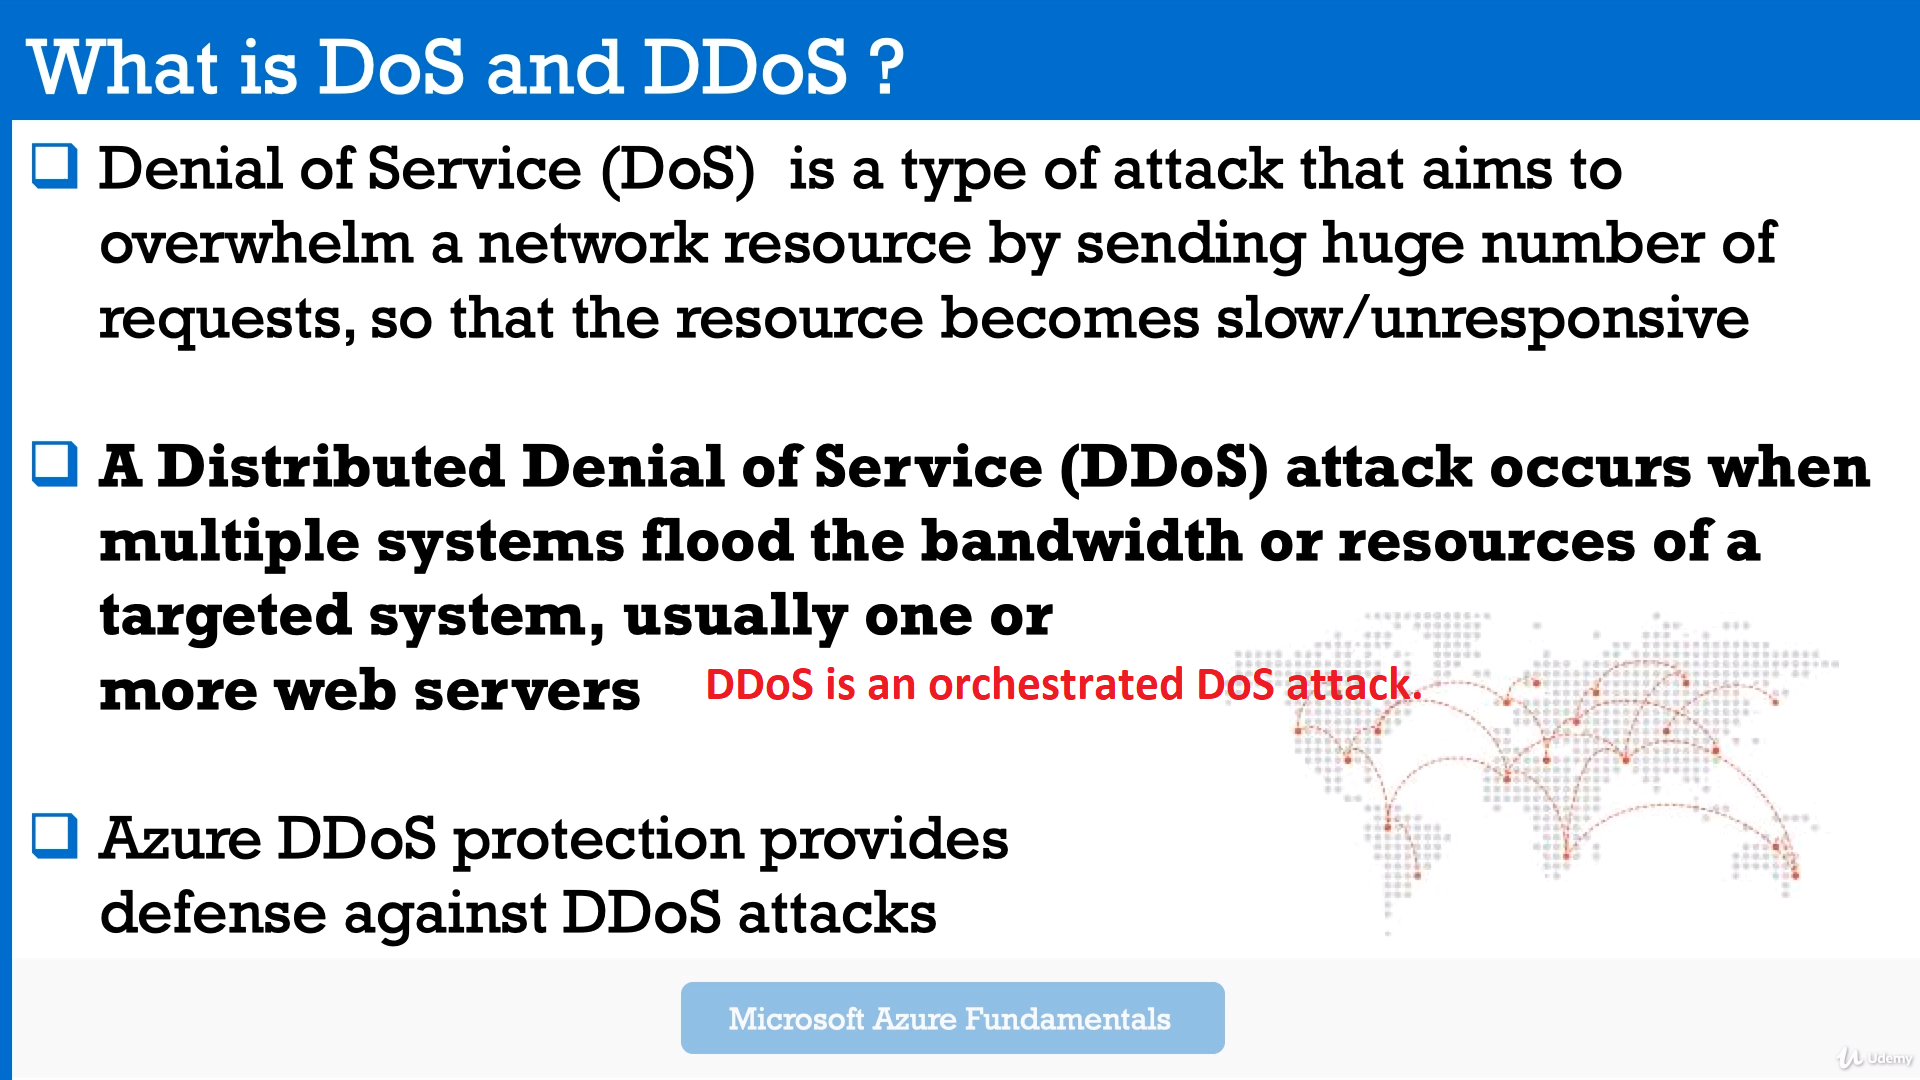 What is DoS and DDoS ?
Denial of Service (DoS)  is a type of attack that aims to
overwhelm a network resource by sending huge number of
requests, so that the resource becomes slow/unresponsive
A Distributed Denial of Service (DDoS) attack occurs when
multiple systems flood the bandwidth or resources of a
targeted system, usually one or
more web servers
DDoS is an orchestrated DoS attack.
Azure DDoS protection provides
defense against DDoS attacks
Microsoft Azure Fundamentals
Udemy